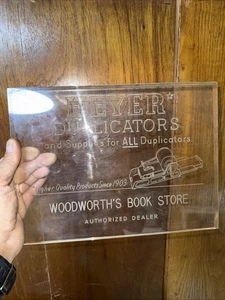 HEYER
DUPLICATORS
and Supplies for ALL Duplicators
Higher Quality Products Since 1903
WOODWORTH'S BOOK STORE
AUTHORIZED DEALER